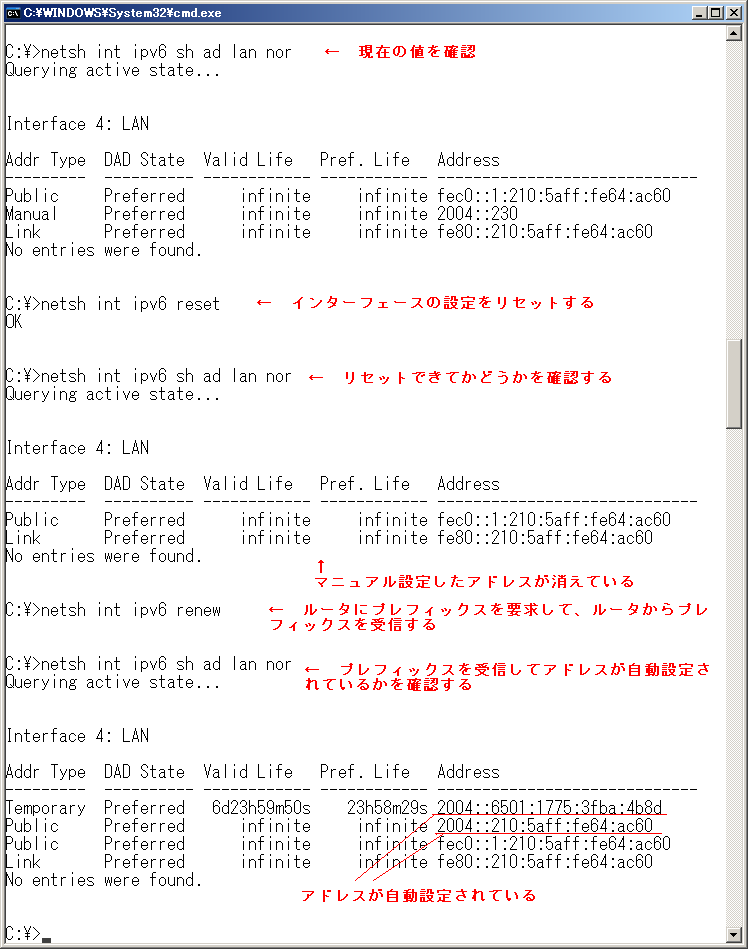 C:¥WINDOWS¥System32¥cmd.exe
C:¥>netsh int ipv6 sh ad lan nor ← 現在の値を確認
Querying active state...
Interface 4: LAN
Addr Type DAD State Valid Life Pref. Life Address
--------- ---------- ------------ ------------ -----------------------------
Public Preferred infinite infinite fec0::1:210:5aff:fe64:ac60
Manual Preferred infinite infinite 2004::230
Link Preferred infinite infinite fe80::210:5aff:fe64:ac60
No entries were found.
C:¥>netsh int ipv6 reset ← インターフェースの設定をリセットする
OK
C:¥>netsh int ipv6 sh ad lan nor ← リセットできてかどうかを確認する
Querying active state...
Interface 4: LAN
Addr Type DAD State Valid Life Pref. Life Address
--------- ---------- ------------ ------------ -----------------------------
Public Preferred infinite infinite fec0::1:210:5aff:fe64:ac60
Link Preferred infinite infinite fe80::210:5aff:fe64:ac60
No entries were found.
↑
マニュアル設定したアドレスが消えている
C:¥>netsh int ipv6 renew ← ルータにプレフィックスを要求して、ルータからプレ
フィックスを受信する
C:¥>netsh int ipv6 sh ad lan nor ← プレフィックスを受信してアドレスが自動設定さ
Querying active state... れているかを確認する
Interface 4: LAN
Addr Type DAD State Valid Life Pref. Life Address
--------- ---------- ------------ ------------ -----------------------------
Temporary Preferred 6d23h59m50s 23h58m29s 2004::6501:1775:3fba:4b8d
Public Preferred infinite infinite 2004::210:5aff:fe64:ac60
Public Preferred infinite infinite fec0::1:210:5aff:fe64:ac60
Link Preferred infinite infinite fe80::210:5aff:fe64:ac60
No entries were found.
アドレスが自動設定されている
C:¥>_